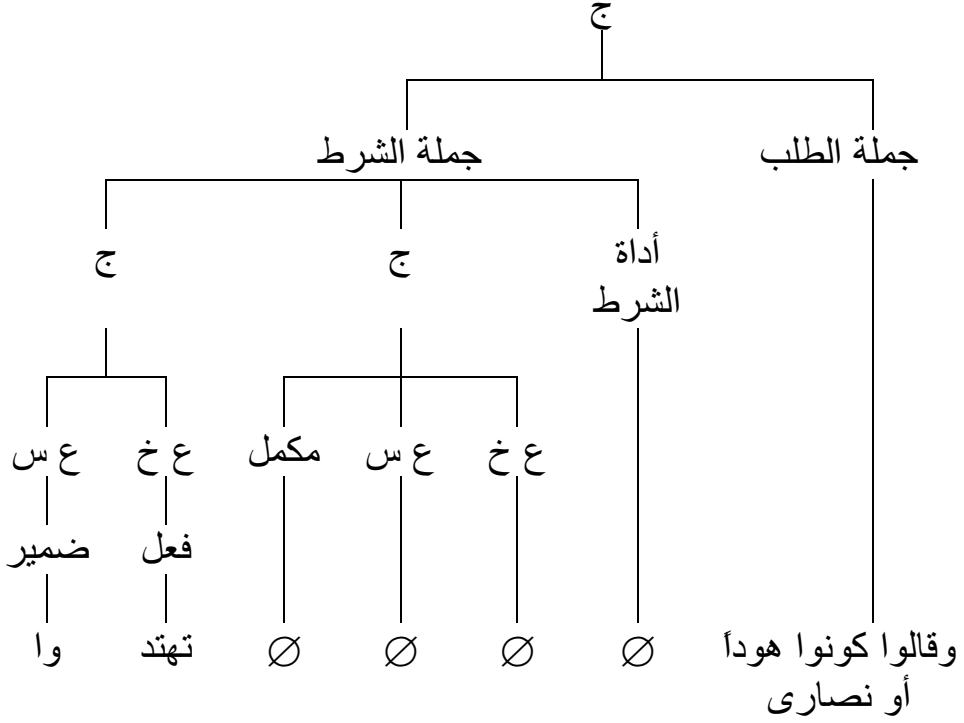 ج
جملة الطلب جملة الشرط
أداة الشرط ج ج
ع خ ع س مكمل ع خ ع س
فعل ضمير
وقالوا كونوا هوداً أو نصارى ∅ ∅ ∅ ∅ تهتد وا